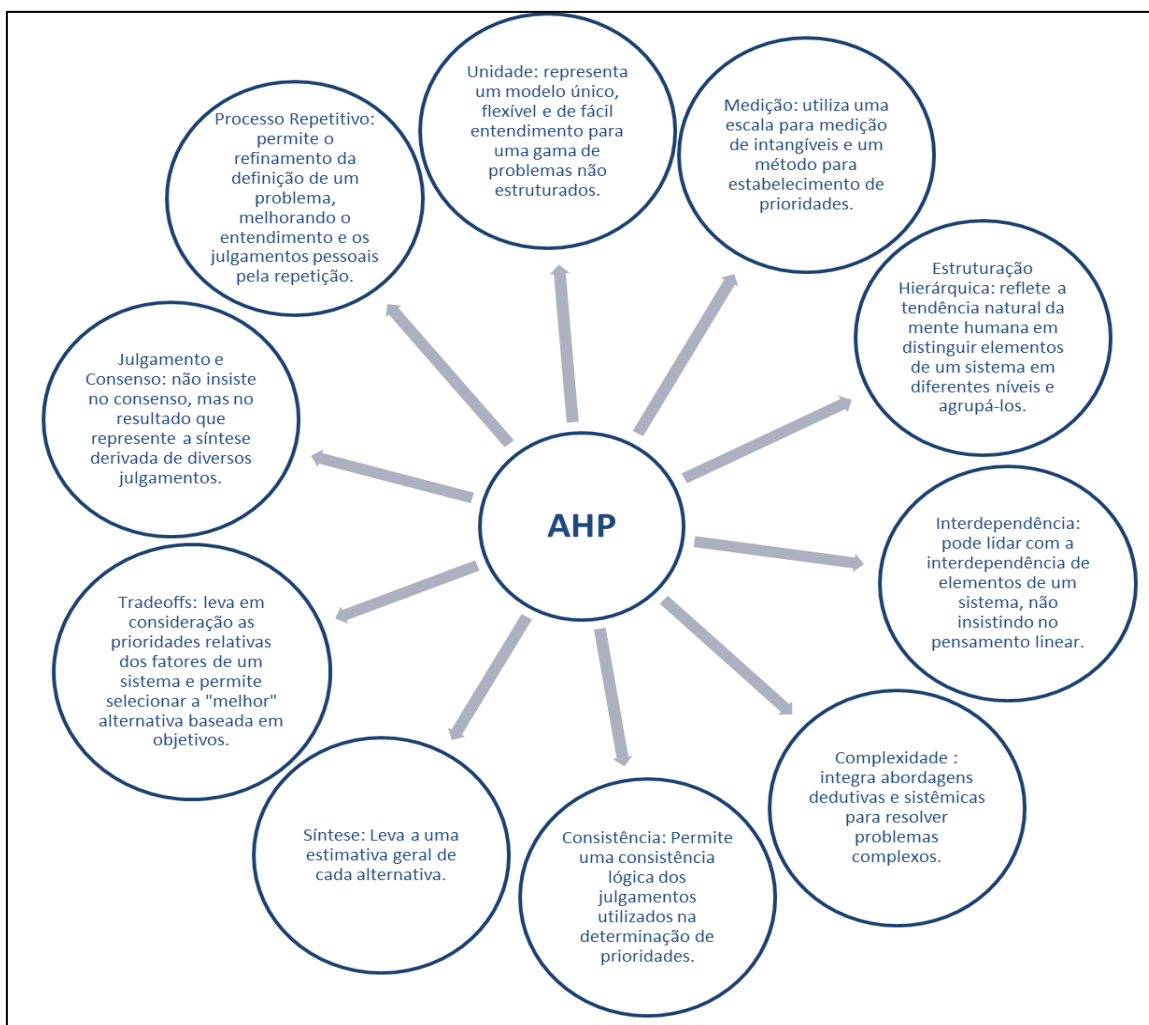 Unidade: representa
um modelo único,
flexível e de fácil
entendimento para
uma gama de
problemas não
estruturados.
Medição: utiliza uma
escala para medição
de intangíveis e um
método para
estabelecimento de
prioridades.
Estruturação
Hierárquica: reflete a
tendência natural da
mente humana em
distinguir elementos
de um sistema em
diferentes níveis e
agrupá-los.
Interdependência:
pode lidar com a
interdependência de
elementos de um
sistema, não
insistindo no
pensamento linear.
Complexidade :
integra abordagens
dedutivas e sistêmicas
para resolver
problemas
complexos.
Consistência: Permite
uma consistência
lógica dos
julgamentos
utilizados na
determinação de
prioridades.
Síntese: Leva a uma
estimativa geral de
cada alternativa.
Tradeoffs: leva em
consideração as
prioridades relativas
dos fatores de um
sistema e permite
selecionar a "melhor"
alternativa baseada em
objetivos.
Julgamento e
Consenso: não insiste
no consenso, mas no
resultado que
represente a síntese
derivada de diversos
julgamentos.
Processo Repetitivo:
permite o
refinamento da
definição de um
problema,
melhorando o
entendimento e os
julgamentos pessoais
pela repetição.
AHP